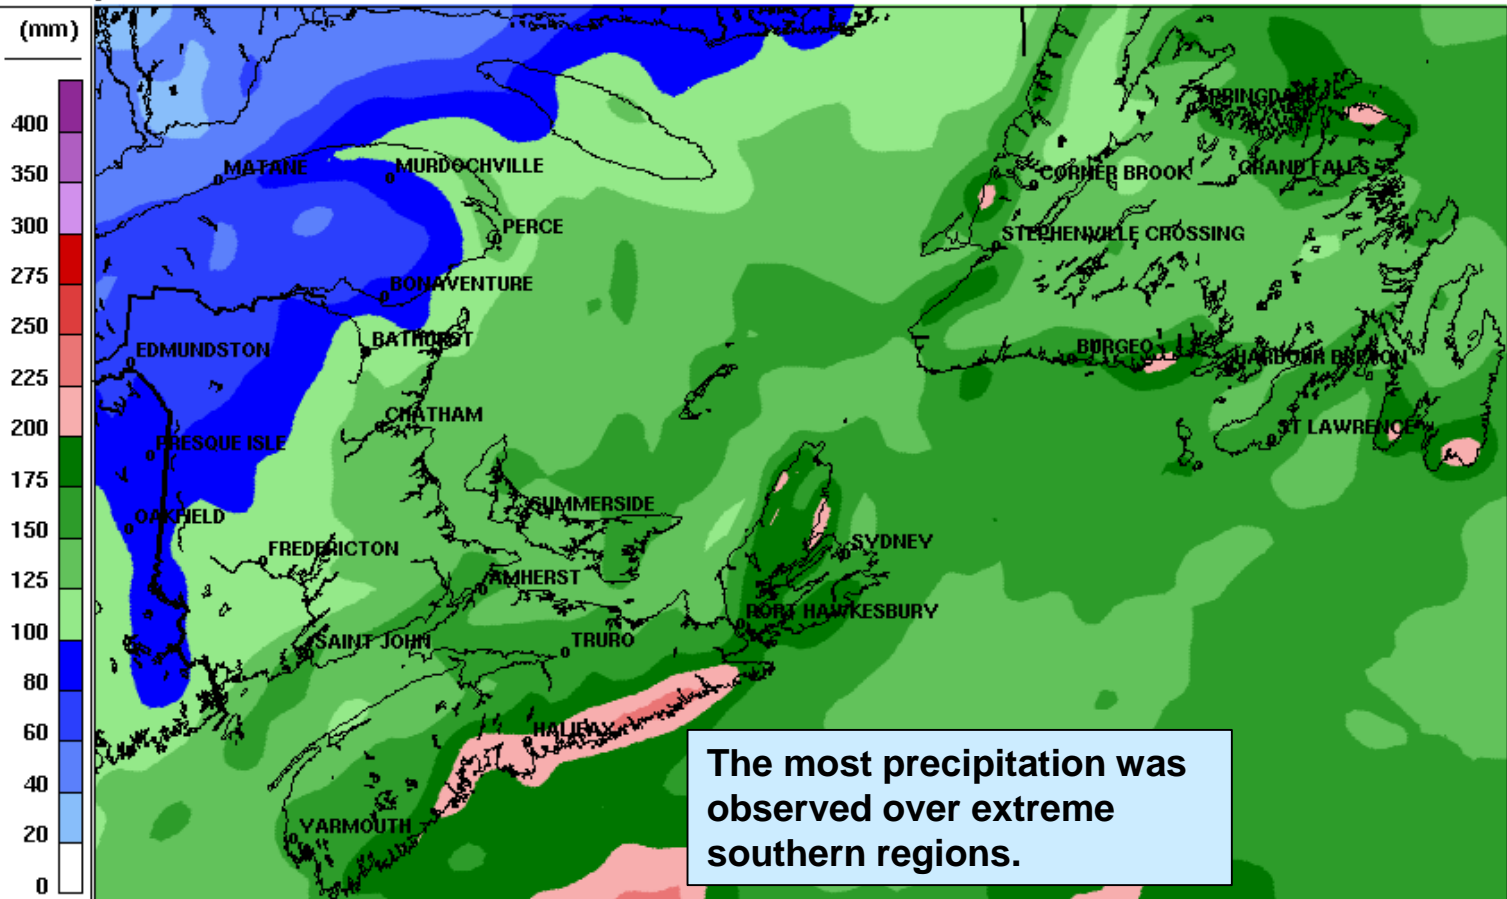 (mm)
400
350
300
275
250
225
200
175
150
125
100
80
60
40
20
0
SPRINGDALE
MATANE
MURDOCHVILLE
CORNER BROOK
GRAND FALLS
PERCE
STEPHENVILLE CROSSING
BONAVENTURE
BATHURST
EDMUNDSTON
BURGEO
HARBOUR BRETON
CHATHAM
PRESQUE ISLE
ST LAWRENCE
OAKFIELD
SUMMERSIDE
FREDERICTON
SYDNEY
AMHERST
PORT HAWKESBURY
SAINT JOHN
TRURO
HALIFAX
YARMOUTH
The most precipitation was
observed over extreme
southern regions.